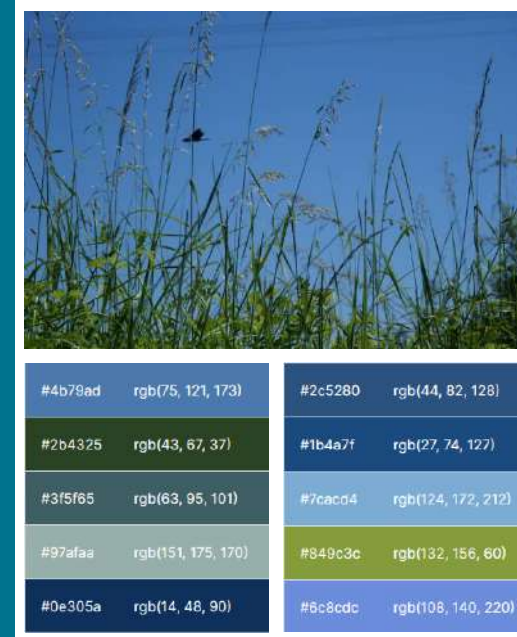 #4b79ad rgb(75, 121, 173)
#2b4325 rgb(43, 67, 37)
#3f5f65 rgb(63, 95, 101)
#97afaa rgb(151, 175, 170)
#0e305a rgb(14, 48, 90)
#2c5280 rgb(44, 82, 128)
#1b4a7f rgb(27, 74, 127)
#7cacd4 rgb(124, 172, 212)
#849c3c rgb(132, 156, 60)
#6c8cdc rgb(108, 140, 220)